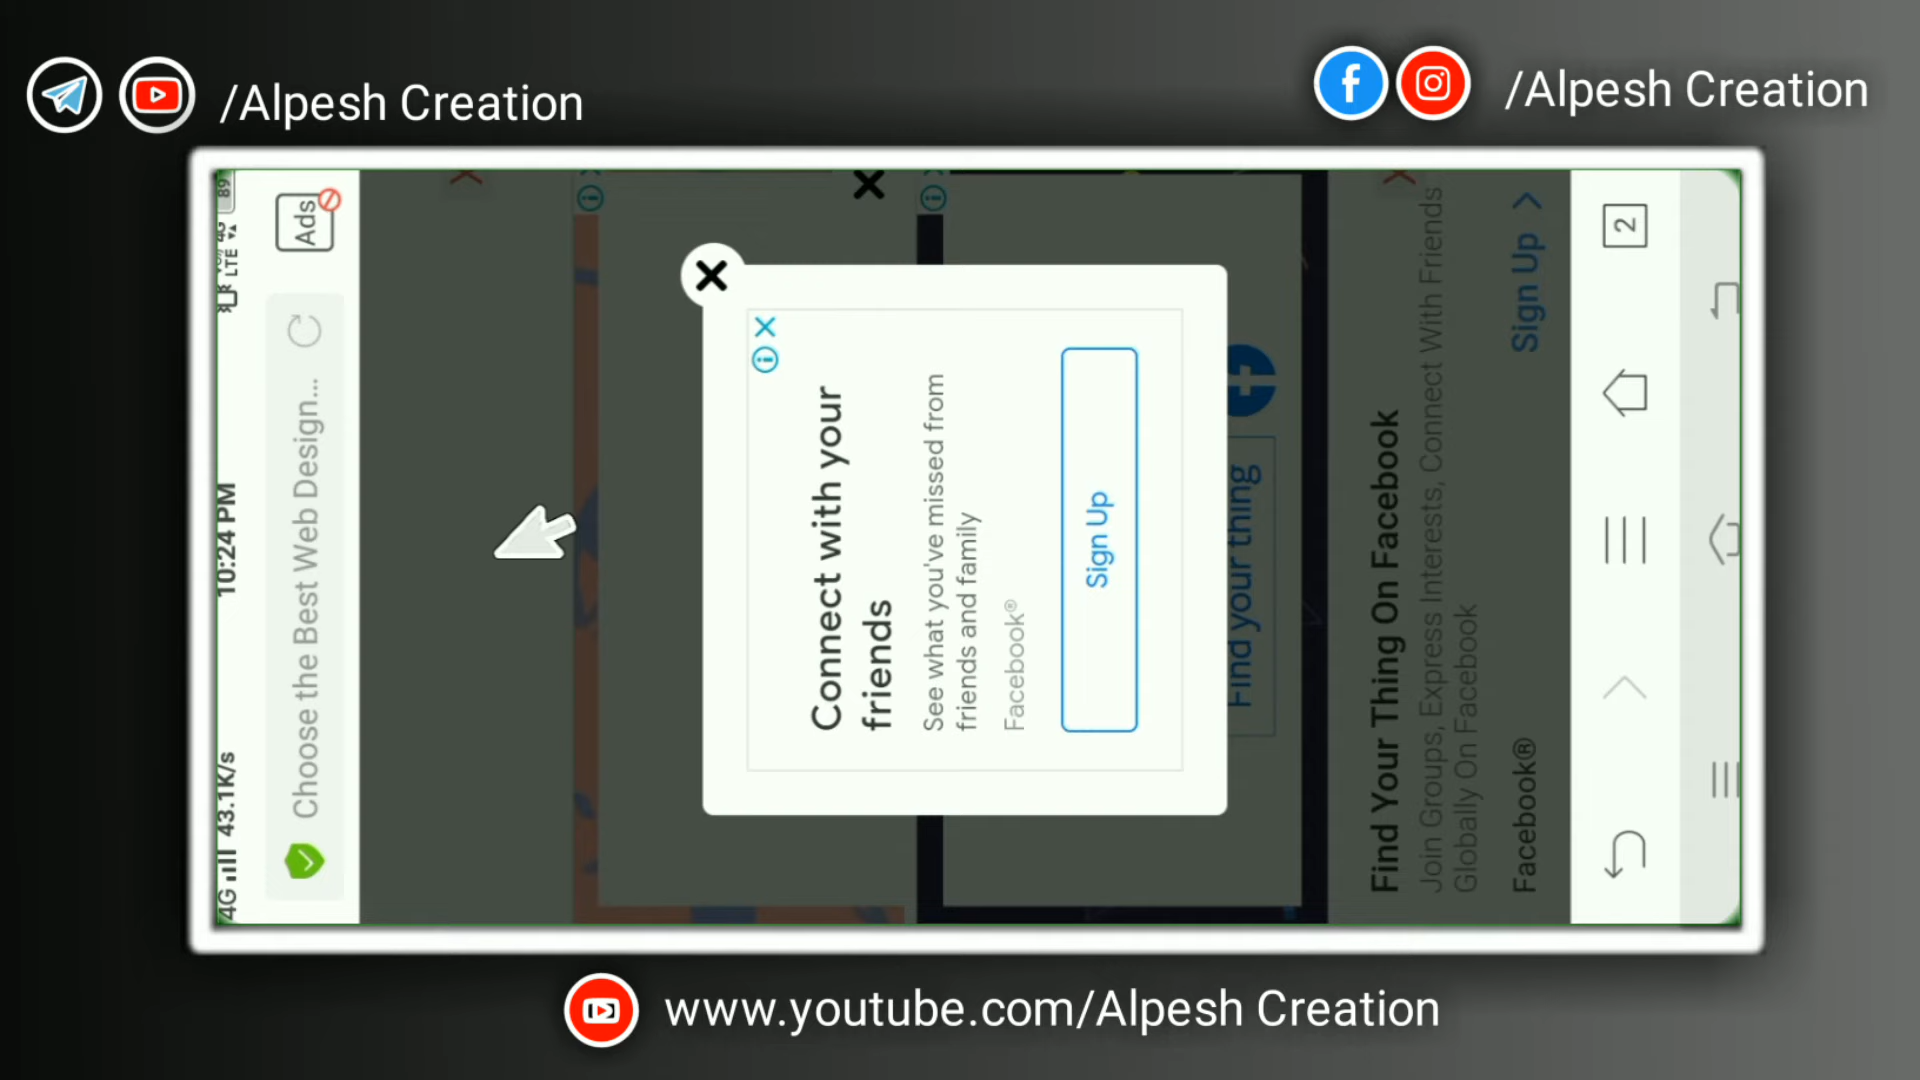 /Alpesh Creation
/Alpesh Creation
4G 43.1K/s
10:24 PM
4G
LTE
89
Choose the Best Web Design...
Ads
Connect with your
friends
See what you've missed from
friends and family
Facebook®
Sign Up
Find your thing
Find Your Thing On Facebook
Join Groups, Express Interests, Connect With Friends
Globally On Facebook
Facebook®
Sign Up
2
www.youtube.com/Alpesh Creation